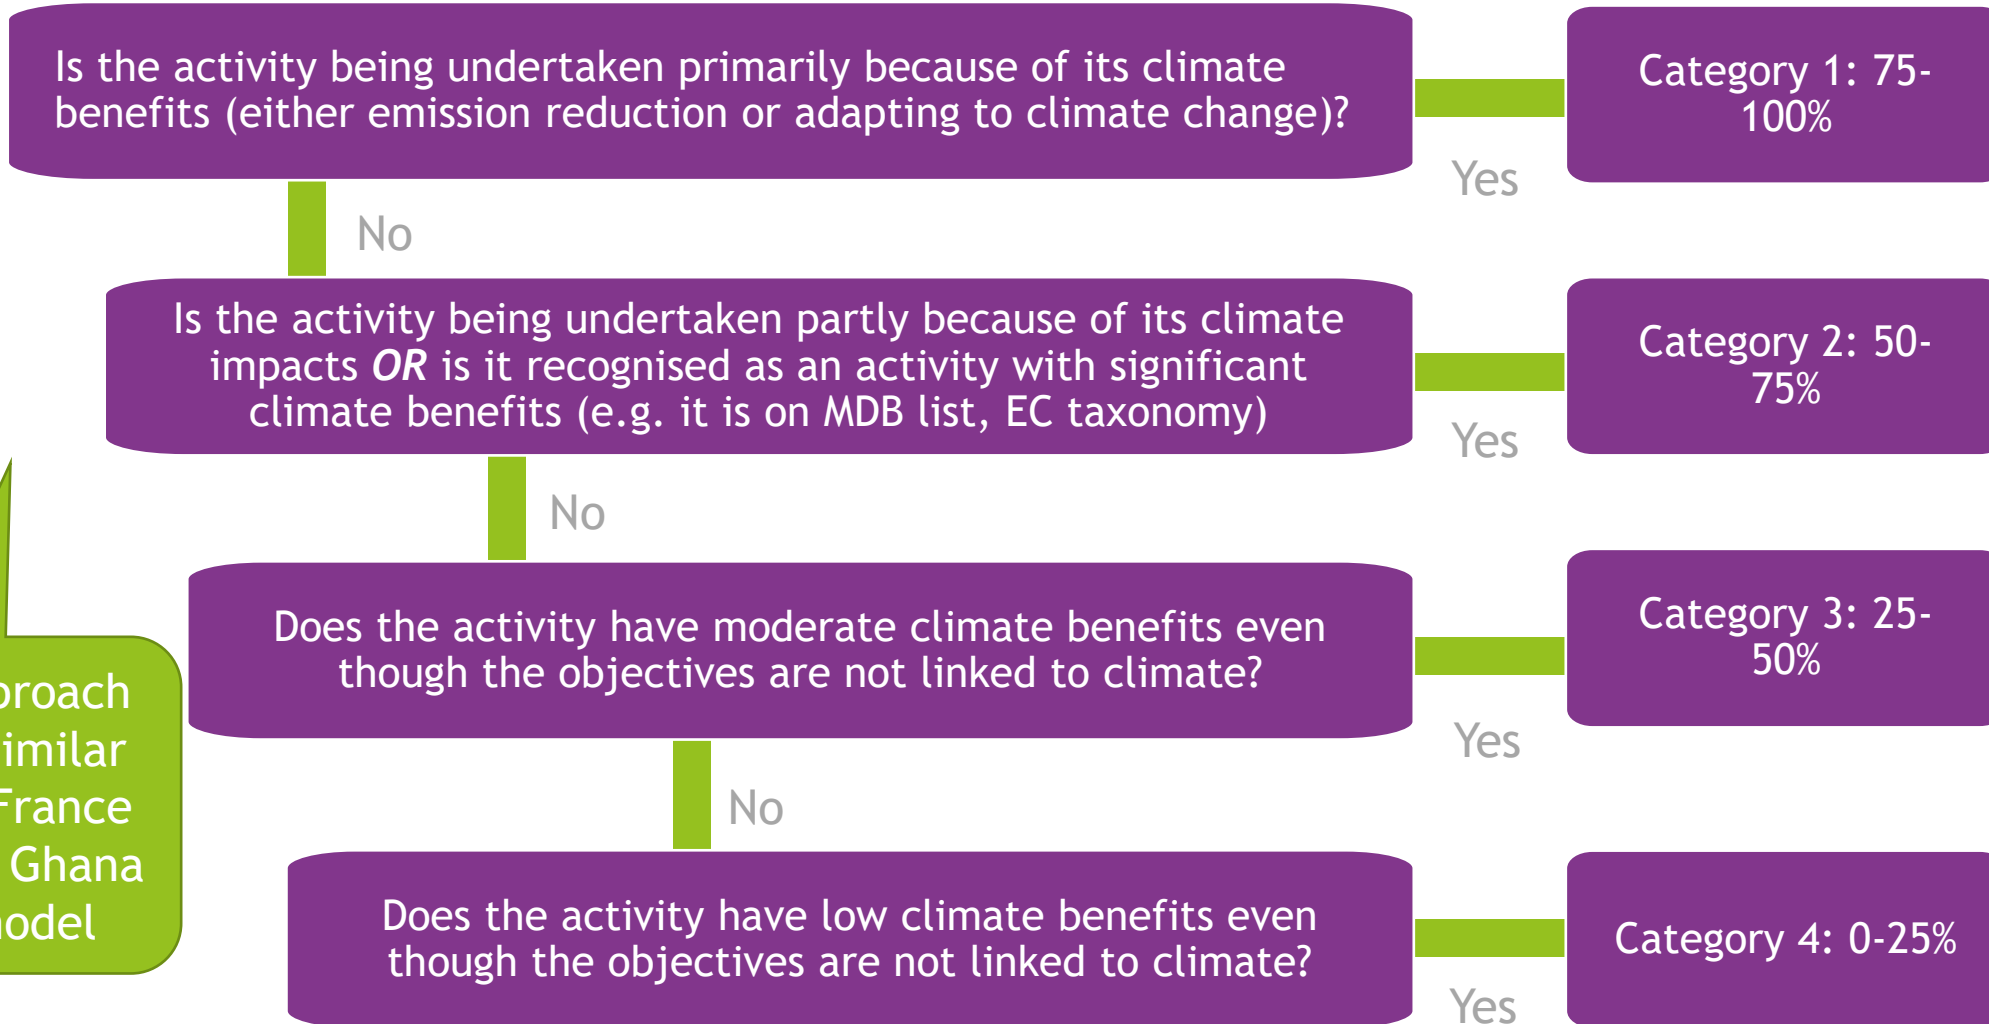 Is the activity being undertaken primarily because of its climate
benefits (either emission reduction or adapting to climate change)?
Category 1: 75-
100%
Yes
No
Is the activity being undertaken partly because of its climate
impacts OR is it recognised as an activity with significant
climate benefits (e.g. it is on MDB list, EC taxonomy)
Category 2: 50-
75%
Yes
No
Does the activity have moderate climate benefits even
though the objectives are not linked to climate?
Category 3: 25-
50%
Yes
No
France
Ghana
Does the activity have low climate benefits even
though the objectives are not linked to climate?
Category 4: 0-25%
Yes